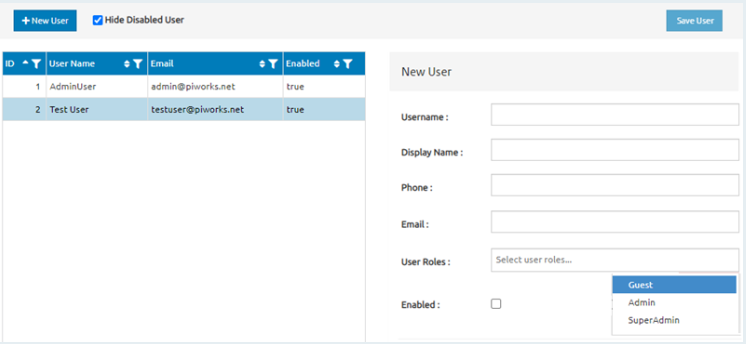 + New User
Hide Disabled User
Save User
ID User Name Email Enabled
1 AdminUser admin@piworks.net true
2 Test User testuser@piworks.net true
New User
Username :
Display Name :
Phone :
Email :
User Roles : Select user roles...
Guest
Enabled :
Admin
SuperAdmin